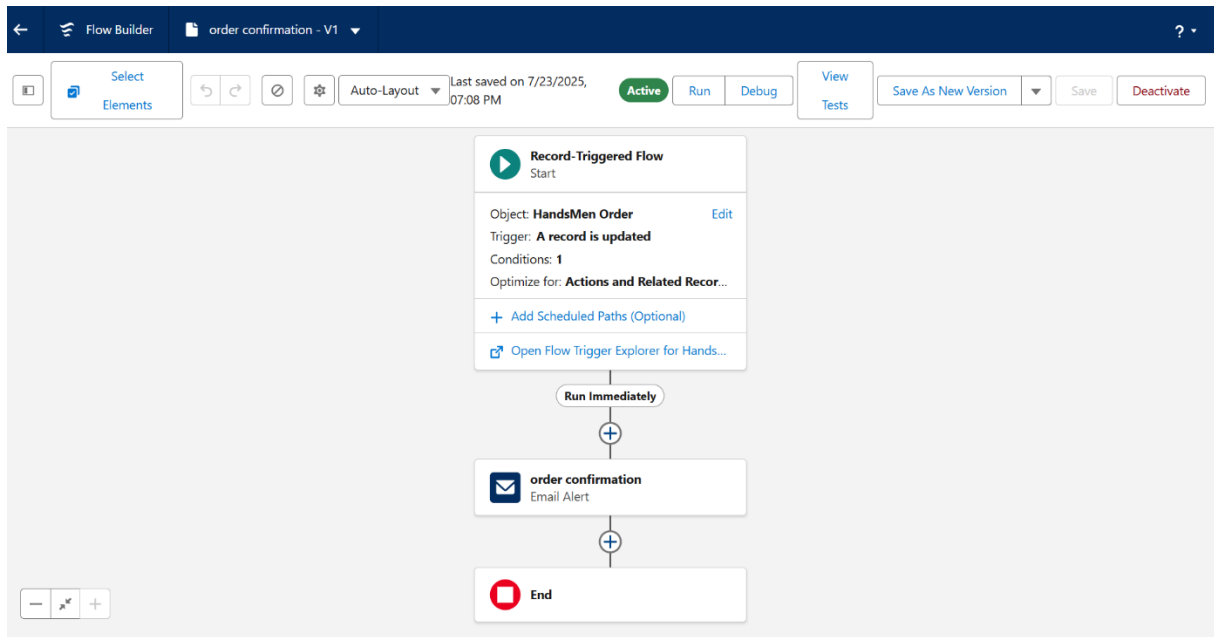 Flow Builder
order confirmation - V1
?
Select
Elements
Auto-Layout
Last saved on 7/23/2025,
07:08 PM
Active
Run
Debug
View
Tests
Save As New Version
Save
Deactivate
Record-Triggered Flow
Start
Object: HandsMen Order
Edit
Trigger: A record is updated
Conditions: 1
Optimize for: Actions and Related Recor...
+ Add Scheduled Paths (Optional)
Open Flow Trigger Explorer for Hands...
Run Immediately
order confirmation
Email Alert
End